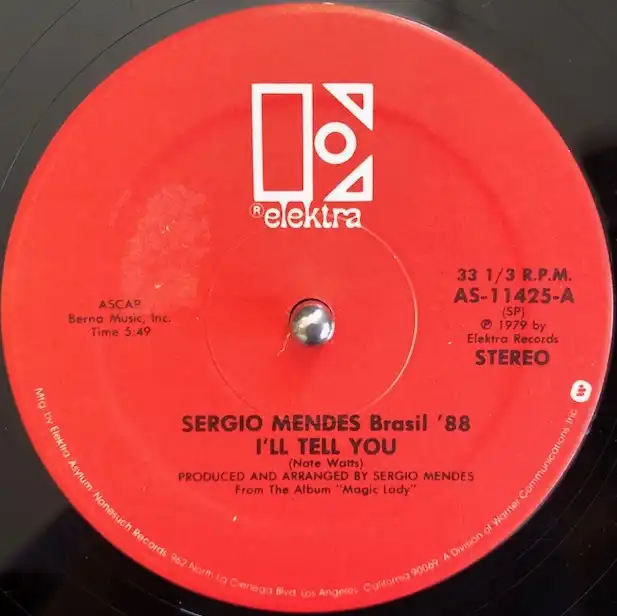 ® elektra
33 1/3 R.P.M.
AS-11425-A
(SP)
℗ 1979 by
Elektra Records
STEREO
ASCAP
Berna Music, Inc.
Time 5:49
SERGIO MENDES Brasil '88
I'LL TELL YOU
(Nate Watts)
PRODUCED AND ARRANGED BY SERGIO MENDES
From The Album "Magic Lady"
Mfg. by Elektra/Asylum/Nonesuch Records. 962 North La Cienega Blvd. Los Angeles. California 90069. A Division of Warner Communications Inc.